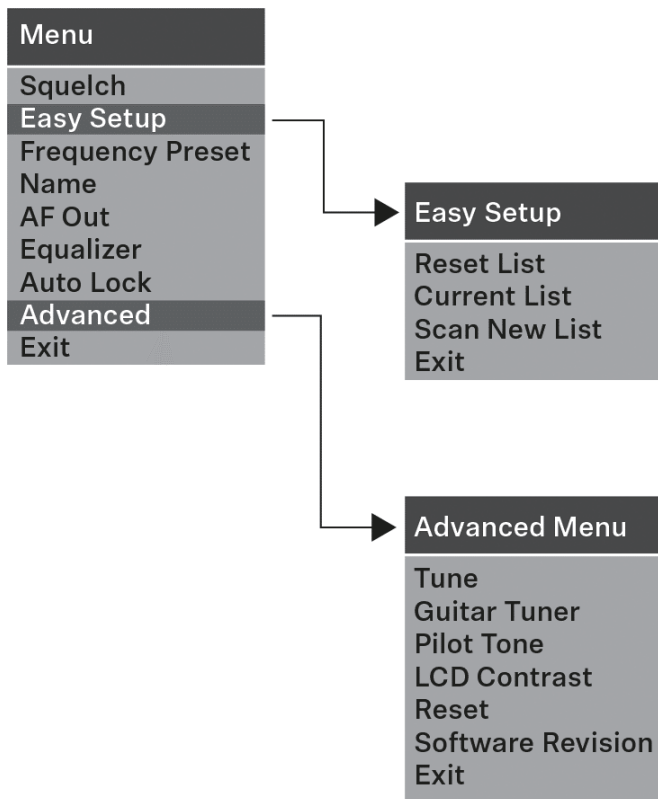 Menu
Squelch
Easy Setup
Frequency Preset
Name
AF Out
Equalizer
Auto Lock
Advanced
Exit
Easy Setup
Reset List
Current List
Scan New List
Exit
Advanced Menu
Tune
Guitar Tuner
Pilot Tone
LCD Contrast
Reset
Software Revision
Exit